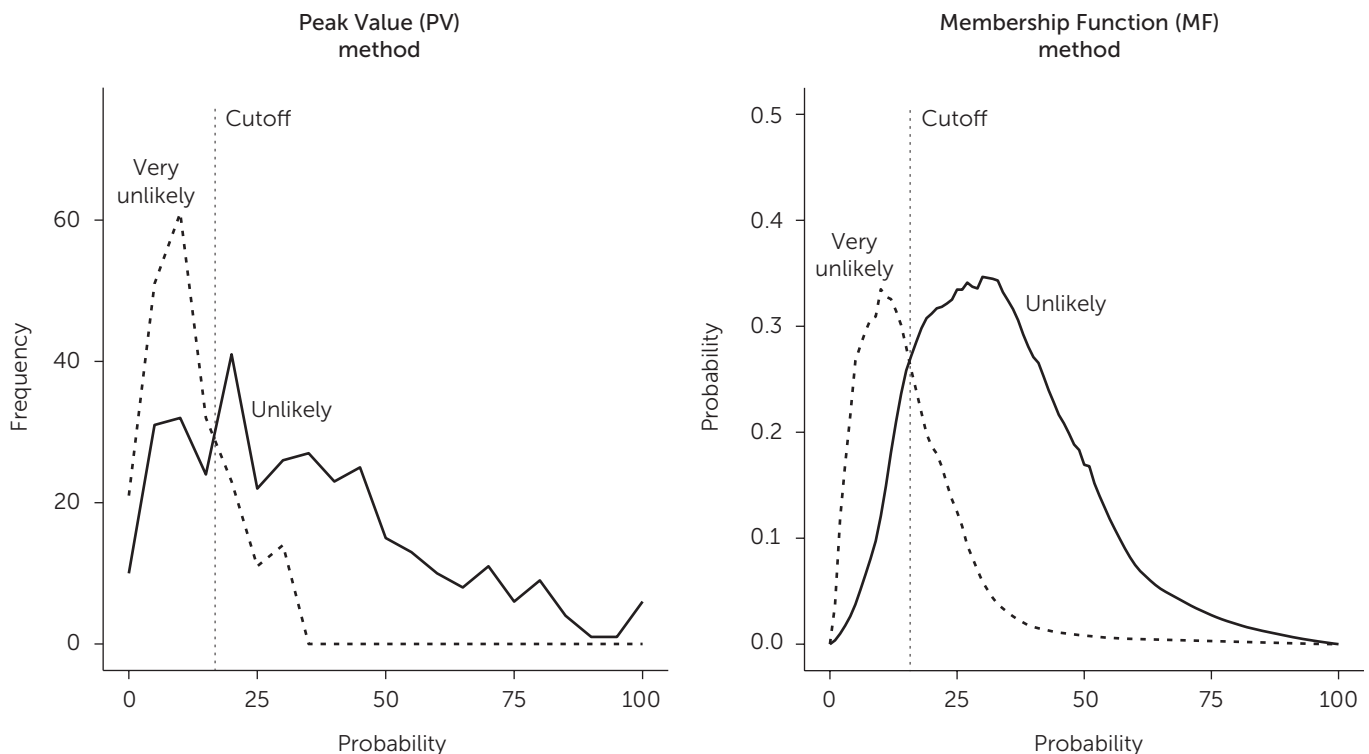 Peak Value (PV)
method
Cutoff
Very
unlikely
Unlikely
60
40
20
0
Frequency
0
25
50
75
100
Probability
Membership Function (MF)
method
Cutoff
Very
unlikely
Unlikely
0.5
0.4
0.3
0.2
0.1
0.0
Probability
0
25
50
75
100
Probability